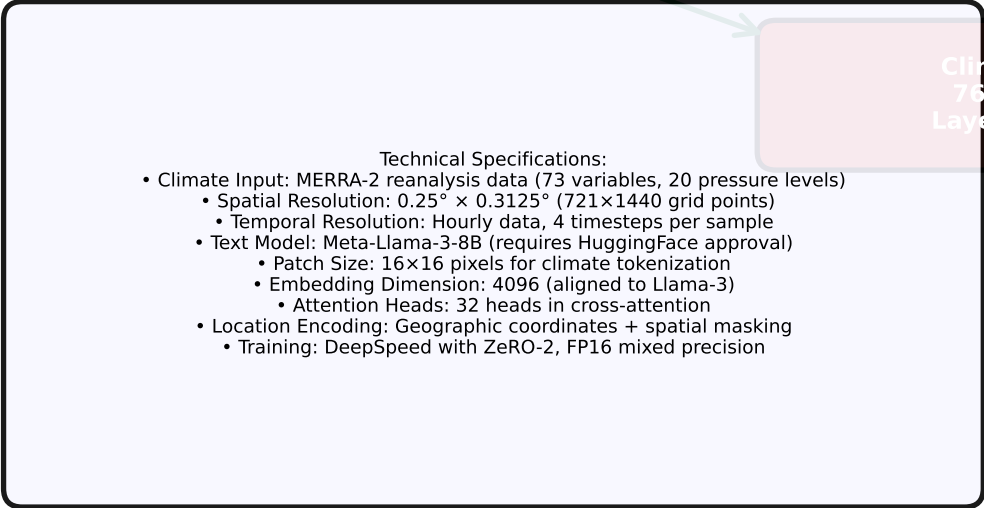 76
Technical Specifications:
• Climate Input: MERRA-2 reanalysis data (73 variables, 20 pressure levels)
• Spatial Resolution: 0.25° × 0.3125° (721×1440 grid points)
• Temporal Resolution: Hourly data, 4 timesteps per sample
• Text Model: Meta-Llama-3-8B (requires HuggingFace approval)
• Patch Size: 16×16 pixels for climate tokenization
• Embedding Dimension: 4096 (aligned to Llama-3)
• Attention Heads: 32 heads in cross-attention
• Location Encoding: Geographic coordinates + spatial masking
• Training: DeepSpeed with ZeRO-2, FP16 mixed precision